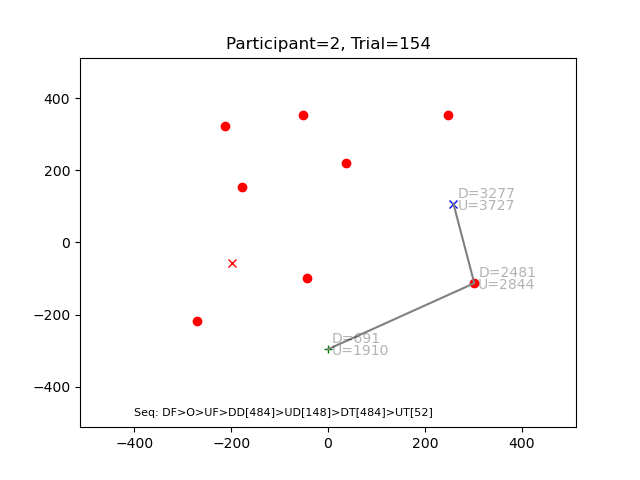 Participant=2, Trial=154
400
200
0
−200
−400
D=3277
U=3727
D=2481
U=2844
D=691
U=1910
Seq: DF>O>UF>DD[484]>UD[148]>DT[484]>UT[52]
−400 −200 0 200 400